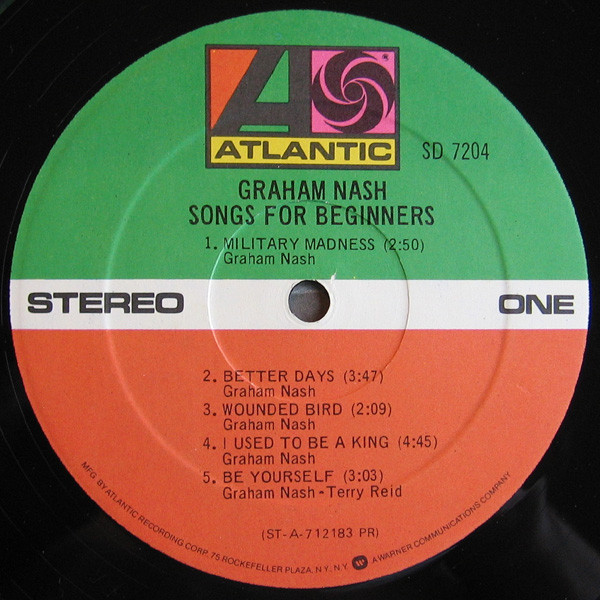 ATLANTIC
®
SD 7204
GRAHAM NASH
SONGS FOR BEGINNERS
1. MILITARY MADNESS (2:50)
Graham Nash
STEREO
ONE
2. BETTER DAYS (3:47)
Graham Nash
3. WOUNDED BIRD (2:09)
Graham Nash
4. I USED TO BE A KING (4:45)
Graham Nash
5. BE YOURSELF (3:03)
Graham Nash - Terry Reid
(ST-A-712183 PR)
MFG. BY ATLANTIC RECORDING CORP. 75 ROCKEFELLER PLAZA, N.Y. N.Y. W A WARNER COMMUNICATIONS COMPANY